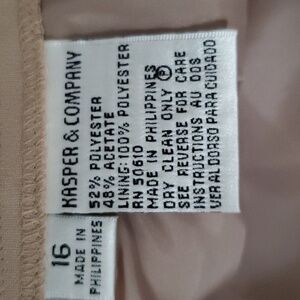 KASPER & COMPANY
52% POLYESTER
48% ACETATE
LINING: 100% POLYESTER
RN 50610
MADE IN PHILIPPINES
DRY CLEAN ONLY Ⓟ
SEE REVERSE FOR CARE
INSTRUCTIONS AU DOS
VER AL DORSO PARA CUIDADO
16
MADE IN
PHILIPPINES